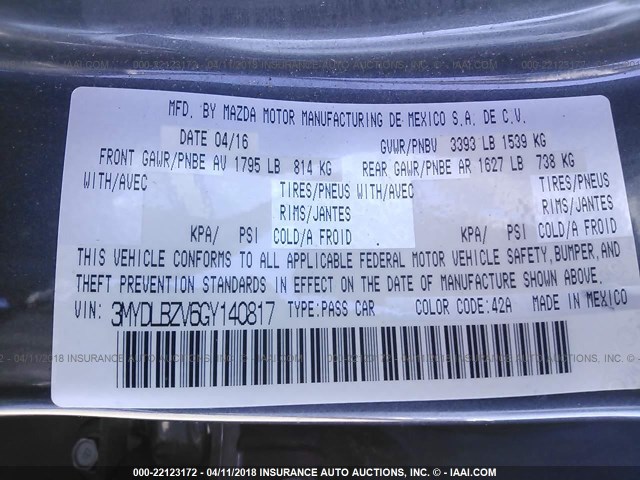 MFD. BY MAZDA MOTOR MANUFACTURING DE MEXICO S.A. DE C.V.
DATE 04/16 GVWR/PNBV 3393 LB 1539 KG
FRONT GAWR/PNBE AV 1795 LB 814 KG REAR GAWR/PNBE AR 1627 LB 738 KG
WITH/AVEC TIRES/PNEUS WITH/AVEC TIRES/PNEUS
RIMS/JANTES RIMS/JANTES
KPA/ PSI COLD/A FROID . KPA/ PSI COLD/A FROID
THIS VEHICLE CONFORMS TO ALL APPLICABLE FEDERAL MOTOR VEHICLE SAFETY, BUMPER, AND
THEFT PREVENTION STANDARDS IN EFFECT ON THE DATE OF MANUFACTURE SHOWN ABOVE.
VIN: 3MYDLBZV6GY140817 TYPE:PASS CAR COLOR CODE:42A MADE IN MEXICO
000-22123172 - 04/11/2018 INSURANCE AUTO AUCTIONS, INC. - © IAAI.COM